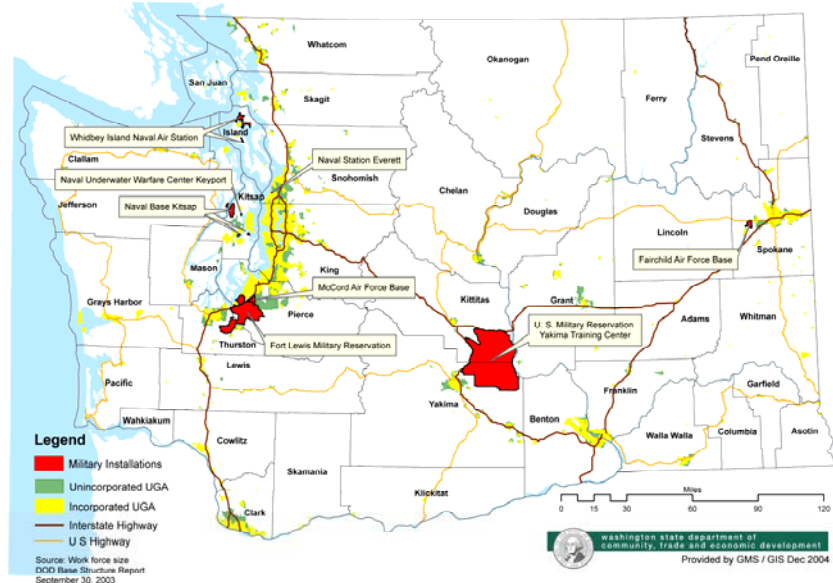 Whatcom
Okanogan
Pend Oreille
San Juan
Skagit
Ferry
Stevens
Island
Whidbey Island Naval Air Station
Clallam
Naval Station Everett
Snohomish
Naval Underwater Warfare Center Keyport
Kitsap
Chelan
Jefferson
Naval Base Kitsap
Douglas
Lincoln
Spokane
Fairchild Air Force Base
Mason
King
McCord Air Force Base
Kittitas
Grant
Grays Harbor
Pierce
Adams
Whitman
U. S. Military Reservation
Yakima Training Center
Fort Lewis Military Reservation
Thurston
Lewis
Pacific
Yakima
Franklin
Garfield
Benton
Wahkiakum
Cowlitz
Walla Walla
Columbia
Asotin
Skamania
Klickitat
Clark
Legend
Military Installations
Unincorporated UGA
Incorporated UGA
Interstate Highway
U S Highway
Source: Work force size
DOD Base Structure Report
September 30, 2003
Miles
0 15 30 60 90 120
washington state department of
community, trade and economic development
Provided by GMS / GIS Dec 2004